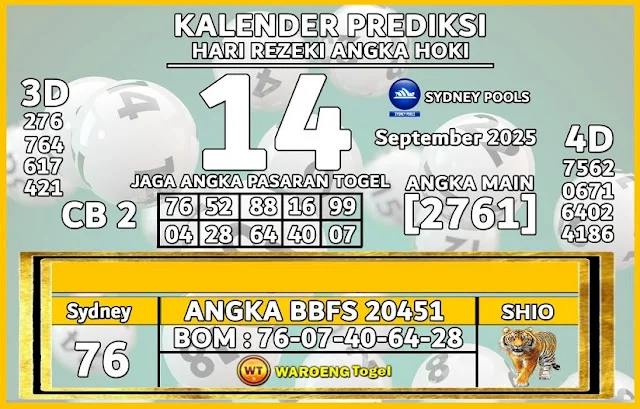 KALENDER PREDIKSI
HARI REZEKI ANGKA HOKI
3D
276
764
617
421
14
SYDNEY POOLS
SYDNEY POOLS
September 2025
4D
7562
0671
6402
4186
JAGA ANGKA PASARAN TOGEL
CB 2
76 52 88 16 99
04 28 64 40 07
ANGKA MAIN
[2761]
Sydney
76
ANGKA BBFS 20451
BOM : 76-07-40-64-28
WT WAROENG Togel
SHIO